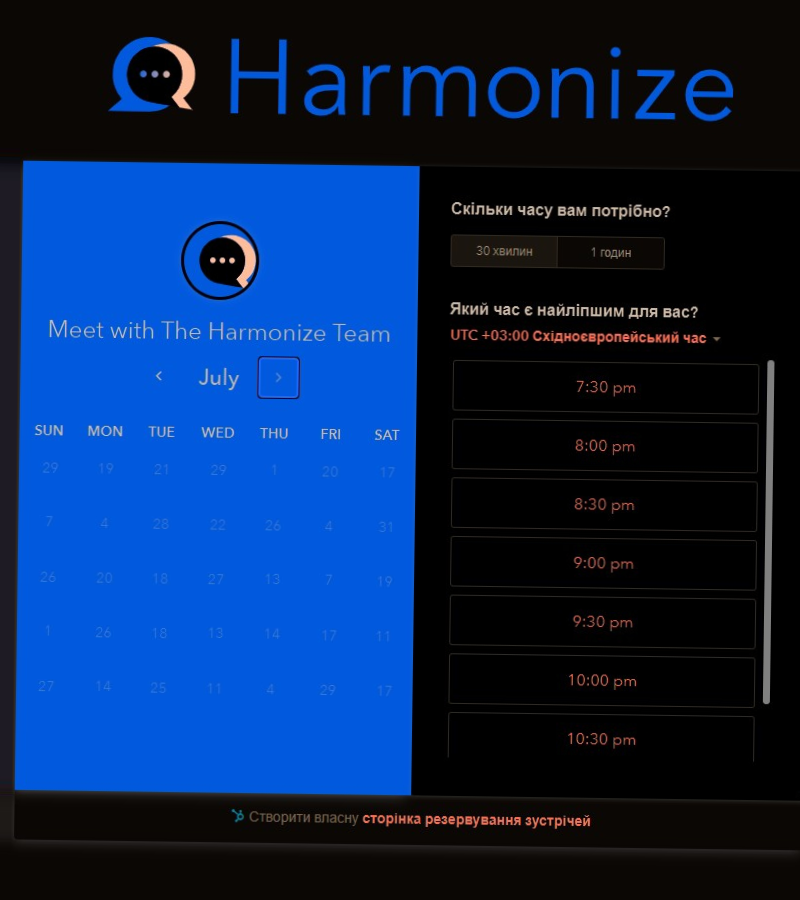 Harmonize
Meet with The Harmonize Team
July
SUN MON TUE WED THU FRI SAT
29 19 21 29 1 20 17
7 4 28 22 26 4 31
26 20 18 27 13 7 19
1 26 18 13 14 17 11
27 14 25 11 4 29 17
Скільки часу вам потрібно?
30 хвилин 1 годин
Який час є найліпшим для вас?
UTC +03:00 Східноєвропейський час
7:30 pm
8:00 pm
8:30 pm
9:00 pm
9:30 pm
10:00 pm
10:30 pm
Створити власну сторінка резервування зустрічей